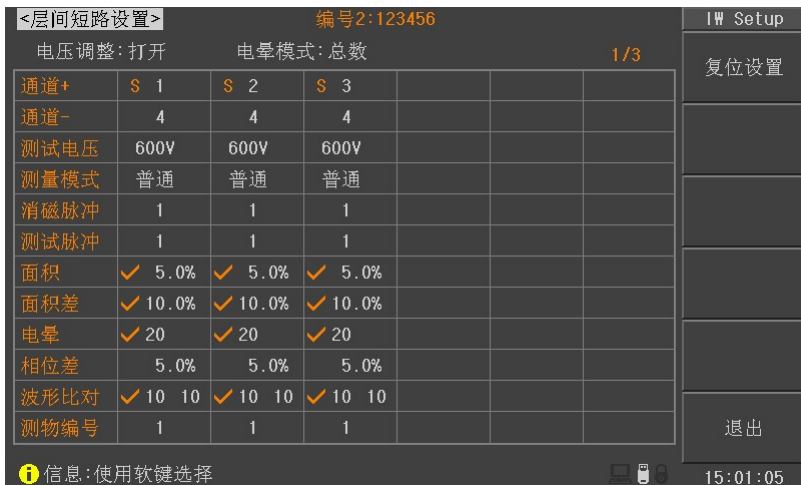 <层间短路设置> 编号2:123456 IW Setup
电压调整:打开 电晕模式:总数 1/3
复位设置
通道+ S 1 S 2 S 3
通道- 4 4 4
测试电压 600V 600V 600V
测量模式 普通 普通 普通
消磁脉冲 1 1 1
测试脉冲 1 1 1
面积 5.0% 5.0% 5.0%
面积差 10.0% 10.0% 10.0%
电晕 20 20 20
相位差 5.0% 5.0% 5.0%
波形比对 10 10 10 10 10 10
测物编号 1 1 1
退出
信息:使用软键选择 15:01:05